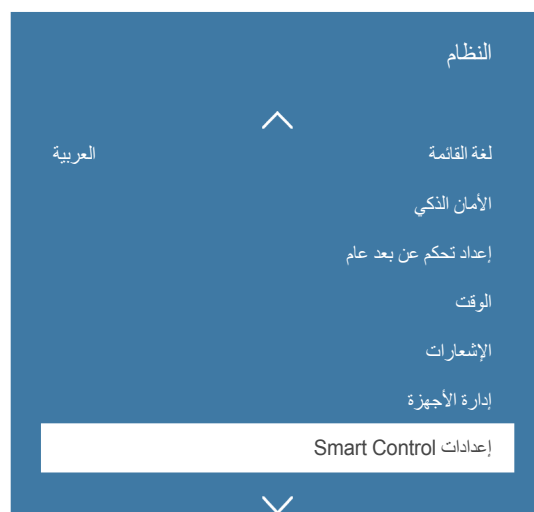 النظام
لغة القائمة العربية
الأمان الذكي
إعداد تحكم عن بعد عام
الوقت
الإشعارات
إدارة الأجهزة
إعدادات Smart Control